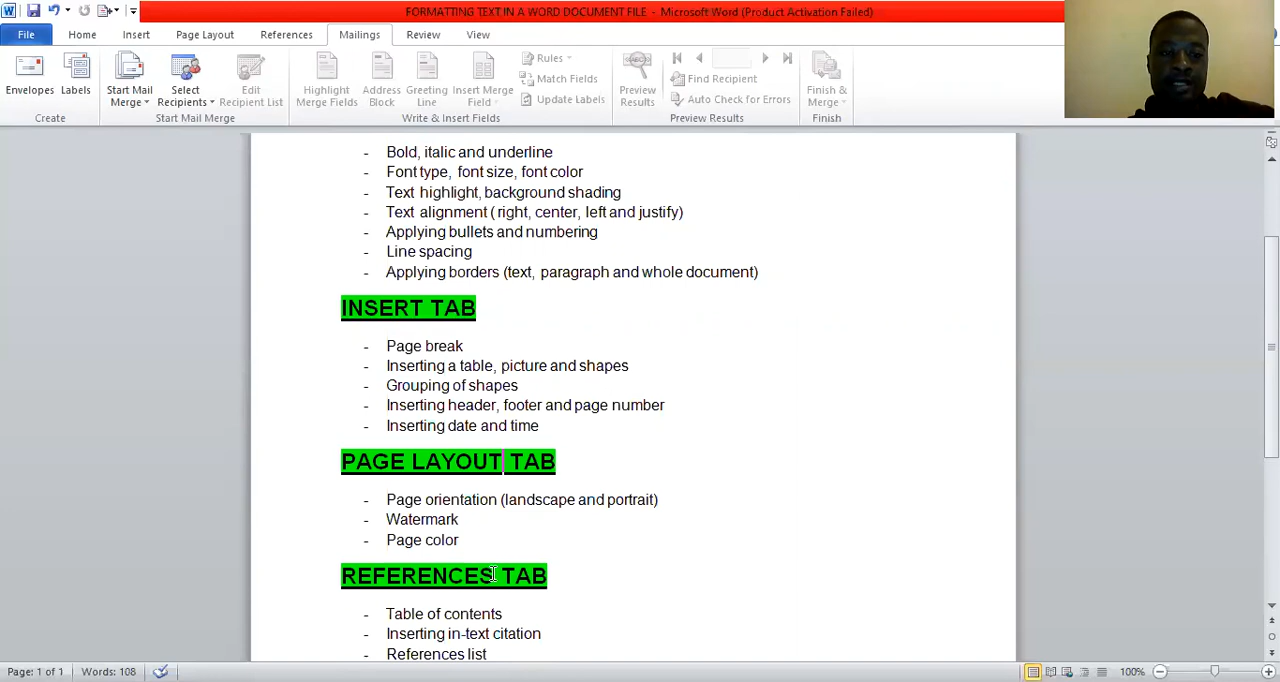 FORMATTING TEXT IN A WORD DOCUMENT FILE - Microsoft Word (Product Activation Failed)
File Home Insert Page Layout References Mailings Review View
Envelopes Labels
Create
Start Mail Merge Select Recipients Edit Recipient List
Start Mail Merge
Highlight Merge Fields Address Block Greeting Line Insert Merge Field
Rules
Match Fields
Update Labels
Write & Insert Fields
Preview Results
Find Recipient
Auto Check for Errors
Preview Results
Finish & Merge
Finish
- Bold, italic and underline
- Font type, font size, font color
- Text highlight, background shading
- Text alignment ( right, center, left and justify)
- Applying bullets and numbering
- Line spacing
- Applying borders (text, paragraph and whole document)
INSERT TAB
- Page break
- Inserting a table, picture and shapes
- Grouping of shapes
- Inserting header, footer and page number
- Inserting date and time
PAGE LAYOUT TAB
- Page orientation (landscape and portrait)
- Watermark
- Page color
REFERENCES TAB
- Table of contents
- Inserting in-text citation
- References list
Page: 1 of 1 Words: 108 100%